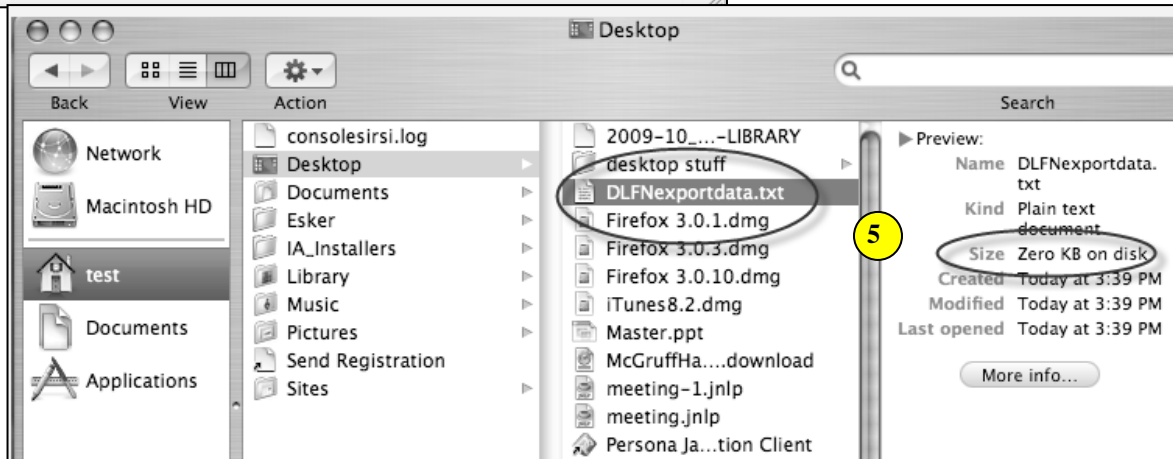 Desktop
Back
View
Action
Search
Network
Macintosh HD
test
Documents
Applications
consolesirsi.log
Desktop
Documents
Esker
IA_Installers
Library
Music
Pictures
Send Registration
Sites
2009-10_...-LIBRARY
desktop stuff
DLFNexportdata.txt
Firefox 3.0.1.dmg
Firefox 3.0.3.dmg
Firefox 3.0.10.dmg
iTunes8.2.dmg
Master.ppt
McGruffHa....download
meeting-1.jnlp
meeting.jnlp
Persona Ja...tion Client
5
Preview:
Name DLFNexportdata.
txt
Kind Plain text
document
Size Zero KB on disk
Created Today at 3:39 PM
Modified Today at 3:39 PM
Last opened Today at 3:39 PM
More info...